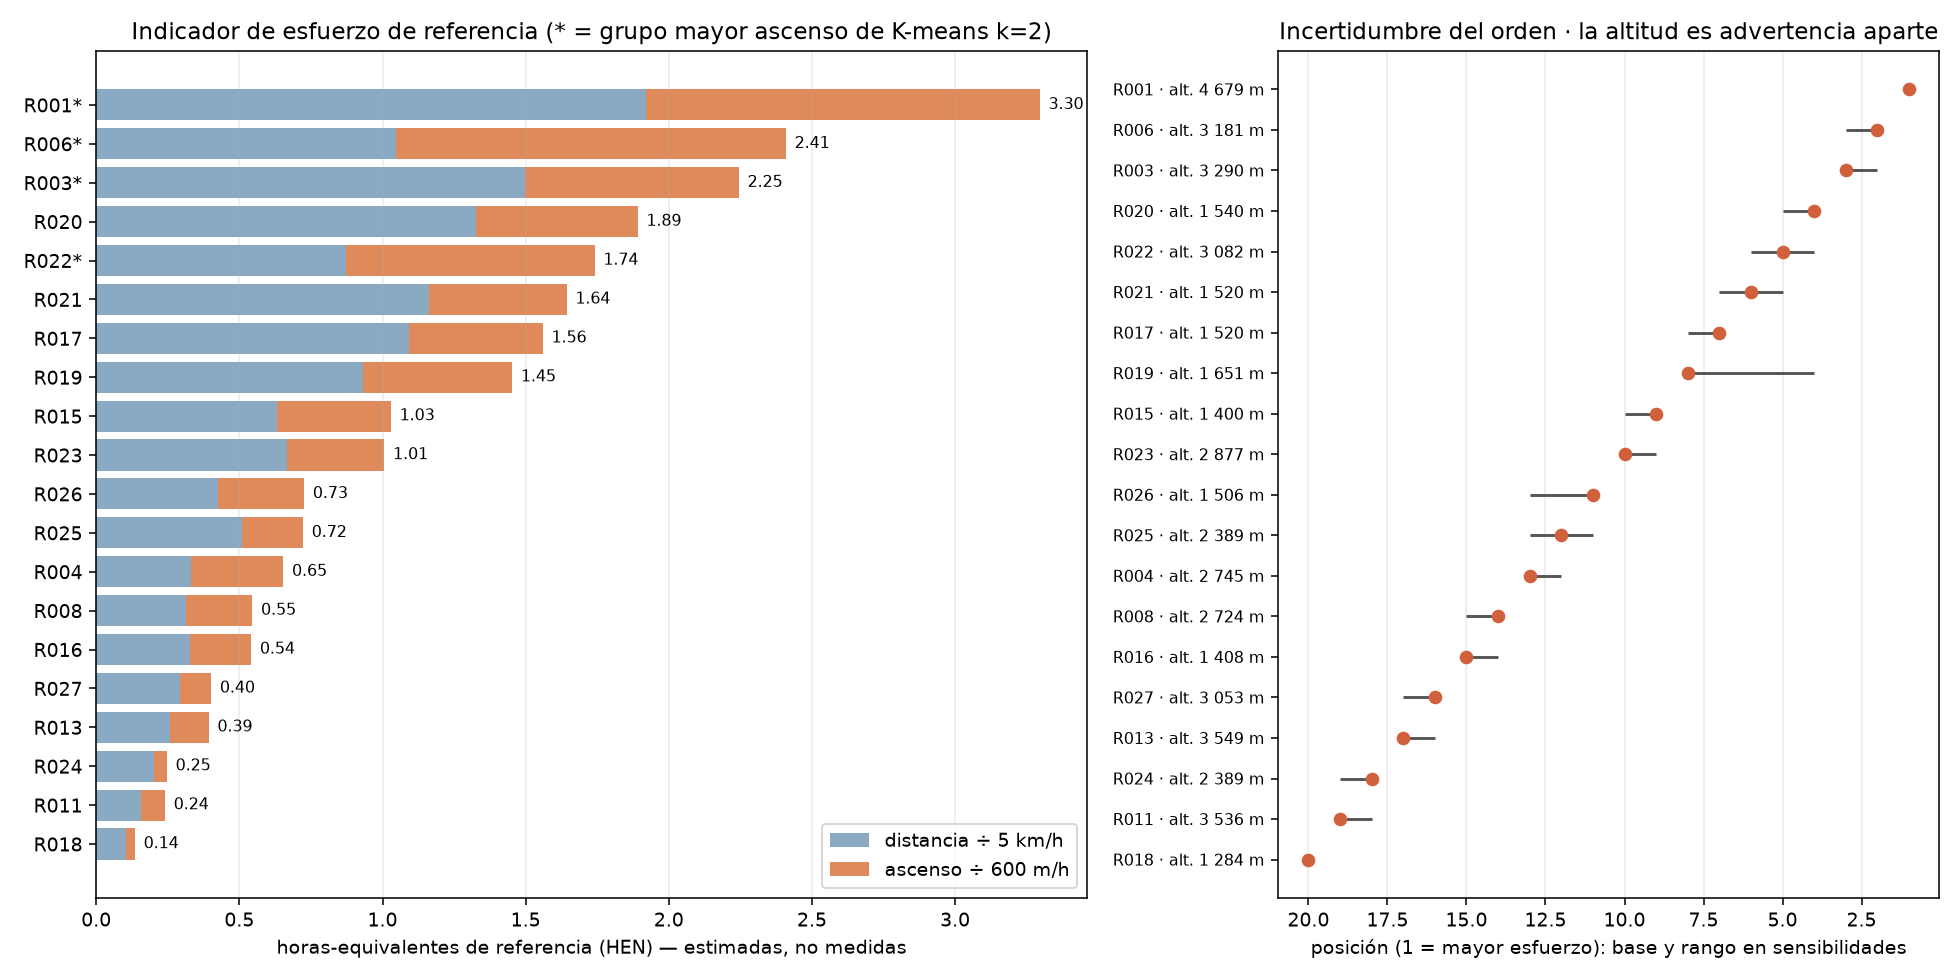 Indicador de esfuerzo de referencia (* = grupo mayor ascenso de K-means k=2)
R001* 3.30
R006* 2.41
R003* 2.25
R020 1.89
R022* 1.74
R021 1.64
R017 1.56
R019 1.45
R015 1.03
R023 1.01
R026 0.73
R025 0.72
R004 0.65
R008 0.55
R016 0.54
R027 0.40
R013 0.39
R024 0.25
R011 0.24
R018 0.14
distancia ÷ 5 km/h
ascenso ÷ 600 m/h
0.0 0.5 1.0 1.5 2.0 2.5 3.0
horas-equivalentes de referencia (HEN) — estimadas, no medidas
Incertidumbre del orden · la altitud es advertencia aparte
R001 · alt. 4 679 m
R006 · alt. 3 181 m
R003 · alt. 3 290 m
R020 · alt. 1 540 m
R022 · alt. 3 082 m
R021 · alt. 1 520 m
R017 · alt. 1 520 m
R019 · alt. 1 651 m
R015 · alt. 1 400 m
R023 · alt. 2 877 m
R026 · alt. 1 506 m
R025 · alt. 2 389 m
R004 · alt. 2 745 m
R008 · alt. 2 724 m
R016 · alt. 1 408 m
R027 · alt. 3 053 m
R013 · alt. 3 549 m
R024 · alt. 2 389 m
R011 · alt. 3 536 m
R018 · alt. 1 284 m
20.0 17.5 15.0 12.5 10.0 7.5 5.0 2.5
posición (1 = mayor esfuerzo): base y rango en sensibilidades